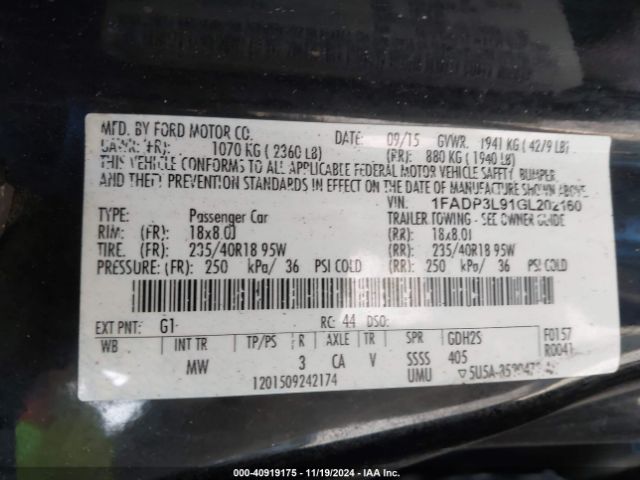 MFD. BY FORD MOTOR CO. DATE: 09/15 GVWR: 1941 KG (4279 LB)
GAWR: (FR): 1070 KG (2360 LB) (RR): 880 KG (1940 LB)
THIS VEHICLE CONFORMS TO ALL APPLICABLE FEDERAL MOTOR VEHICLE SAFETY, BUMPER,
AND THEFT PREVENTION STANDARDS IN EFFECT ON THE DATE OF MANUFACTURE SHOWN ABOVE.
VIN: 1FADP3L91GL202160
TYPE: Passenger Car TRAILER TOWING - SEE OWNER GUIDE
RIM: (FR): 18x8.0J (RR): 18x8.0J
TIRE: (FR): 235/40R18 95W (RR): 235/40R18 95W
PRESSURE: (FR): 250 kPa/ 36 PSI COLD (RR): 250 kPa/ 36 PSI COLD
EXT PNT: G1 RC: 44 DSO: F0157
WB INT TR TP/PS R AXLE TR SPR GDH2S R0041
MW 3 CA V SSSS 405
1201509242174 UMU ▽5U5A-
000-40919175 - 11/19/2024 - IAA Inc.